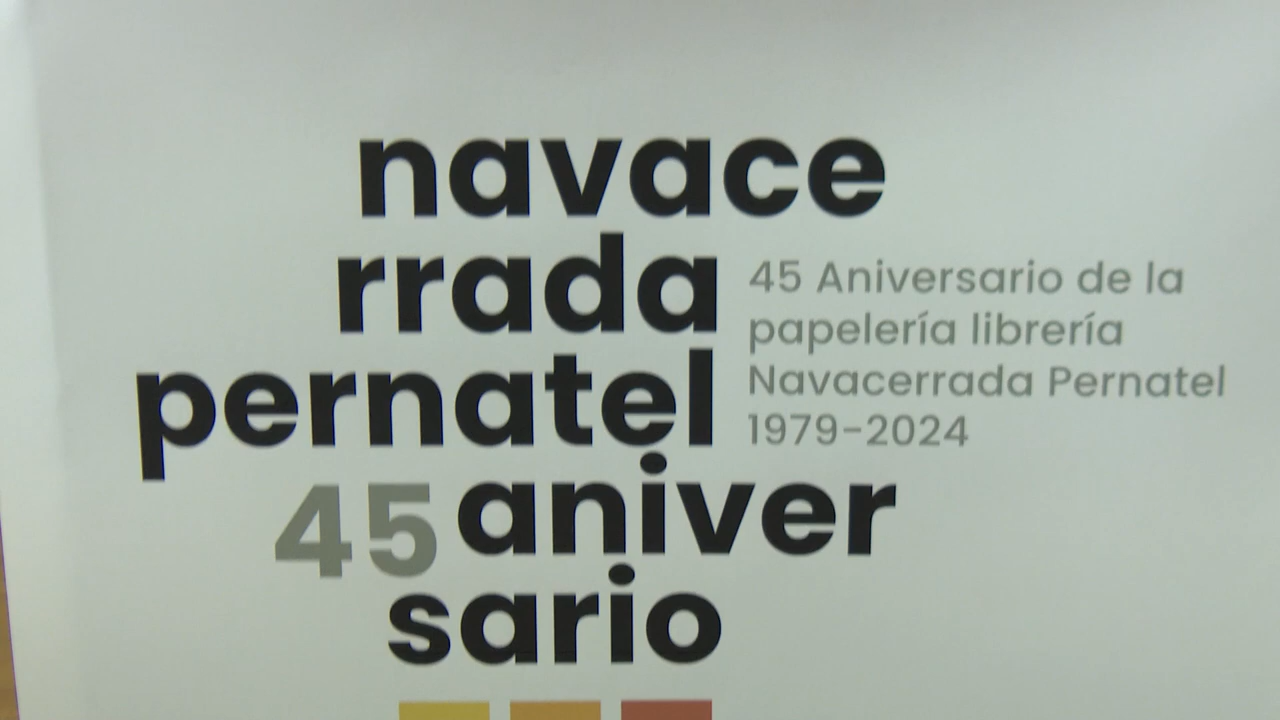 navace
rrada
pernatel
45 Aniversario de la
papelería librería
Navacerrada Pernatel
1979-2024
45 aniver
sario